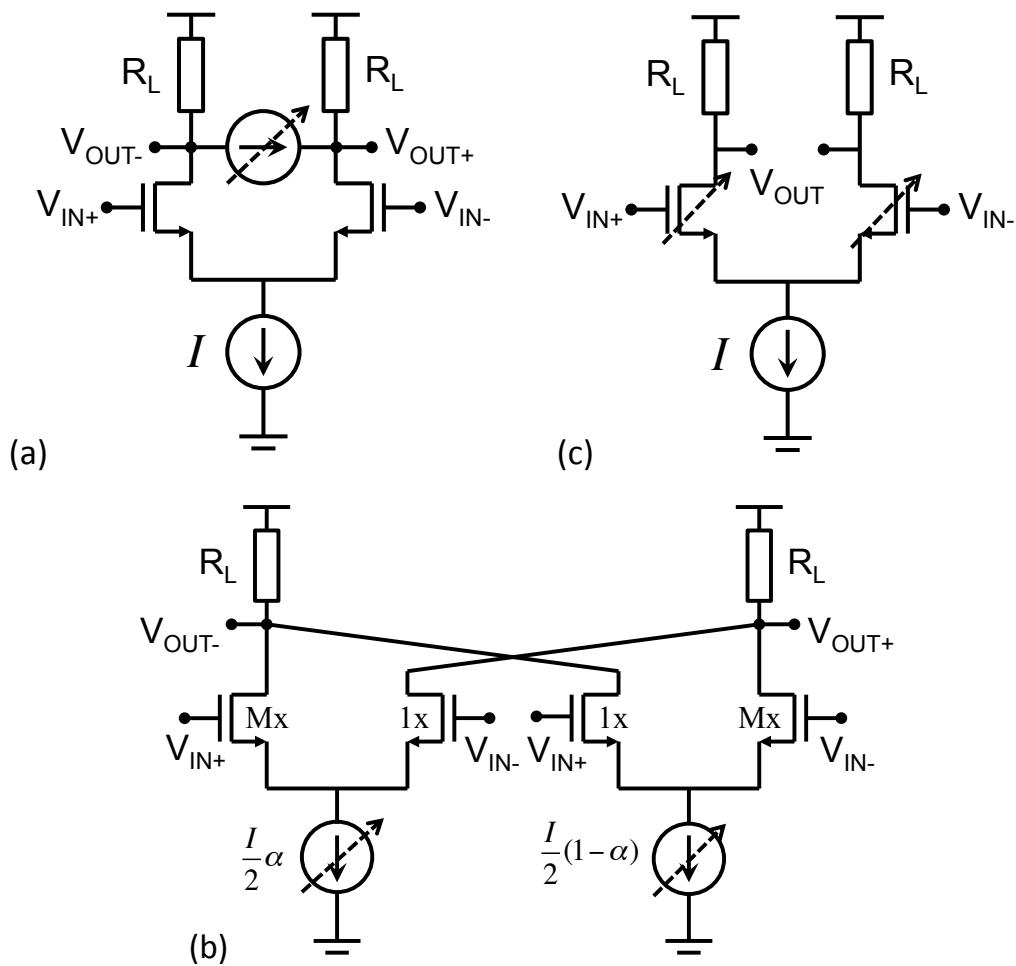 R_L R_L
V_OUT- V_OUT+
V_IN+ V_IN-
I
(a)
R_L R_L
V_OUT
V_IN+ V_IN-
I
(c)
R_L R_L
V_OUT- V_OUT+
Mx 1x 1x Mx
V_IN+ V_IN- V_IN+ V_IN-
I/2 α I/2 (1-α)
(b)